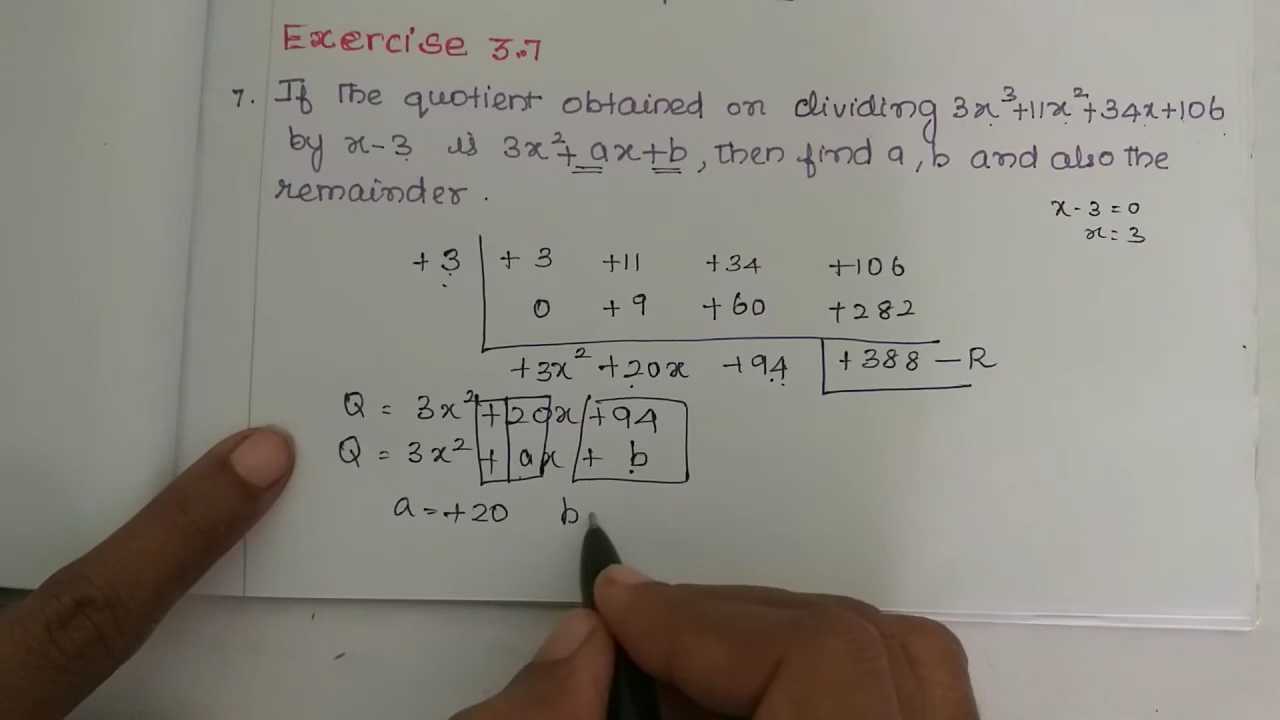 Exercise 3.7
7. If The quotient obtained on dividing 3x³+11x²+34x+106
by x-3 is 3x²+ax+b, then find a, b and also the
remainder.
x-3=0
x=3
+3 +3 +11 +34 +106
0 +9 +60 +282
+3x² +20x +94 +388 – R
Q = 3x²+20x+94
Q = 3x² + ax + b
a = +20 b